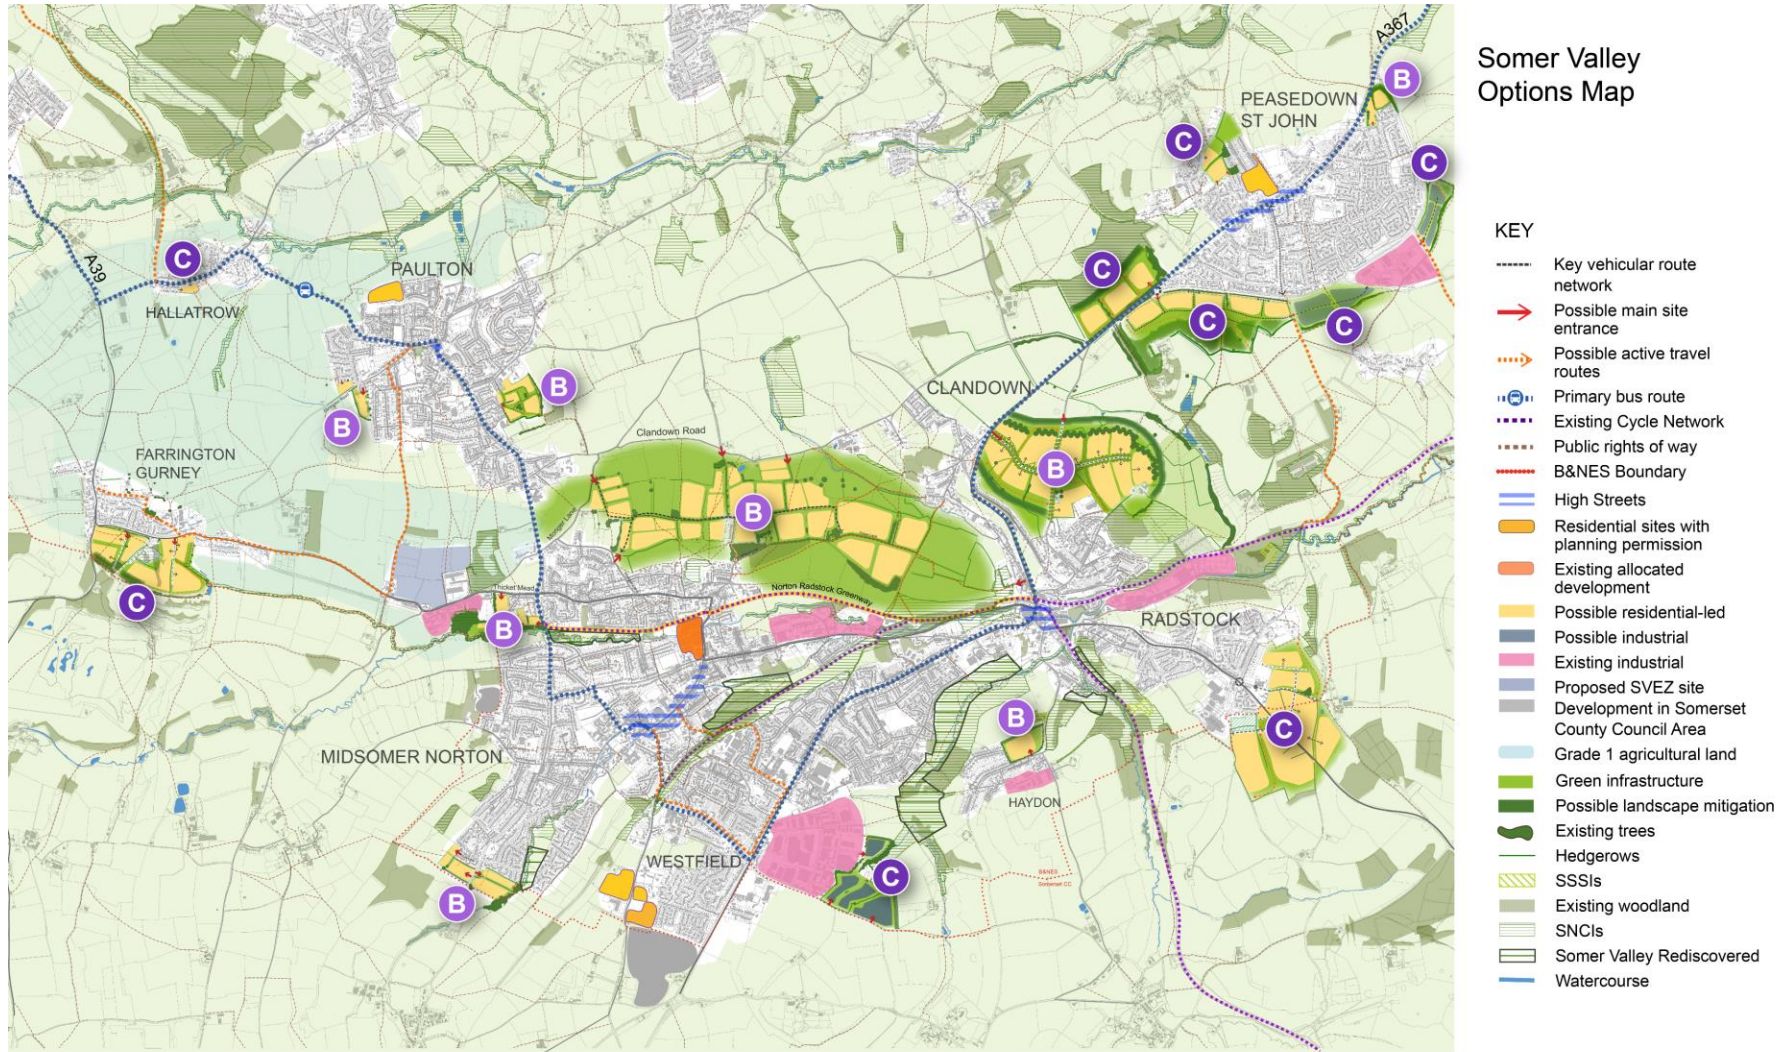 Somer Valley
Options Map
A367
B
PEASEDOWN
ST JOHN
C
C
A39
C
PAULTON
HALLATROW
C
C
C
B
CLANDOWN
B
Clandown Road
FARRINGTON
GURNEY
B
B
Thicket Mead
Norton Radstock Greenway
C
B
RADSTOCK
B
C
MIDSOMER NORTON
HAYDON
WESTFIELD
B
C
B&NES
Somerset CC
KEY
Key vehicular route
network
Possible main site
entrance
Possible active travel
routes
Primary bus route
Existing Cycle Network
Public rights of way
B&NES Boundary
High Streets
Residential sites with
planning permission
Existing allocated
development
Possible residential-led
Possible industrial
Existing industrial
Proposed SVEZ site
Development in Somerset
County Council Area
Grade 1 agricultural land
Green infrastructure
Possible landscape mitigation
Existing trees
Hedgerows
SSSIs
Existing woodland
SNCIs
Somer Valley Rediscovered
Watercourse